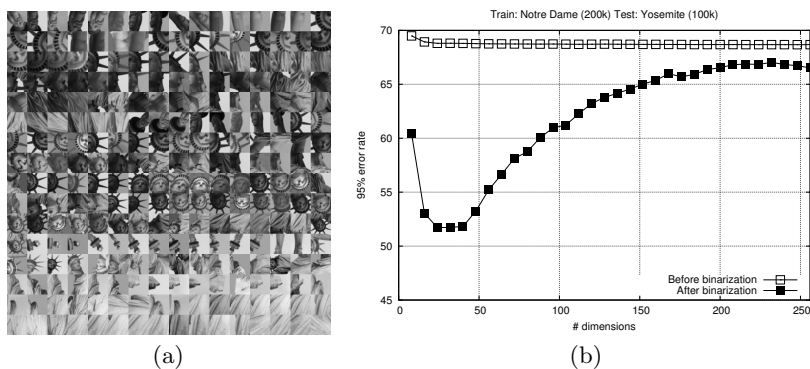 Train: Notre Dame (200k) Test: Yosemite (100k)
70
65
60
55
50
45
95% error rate
Before binarization
After binarization
0 50 100 150 200 250
# dimensions
(a) (b)